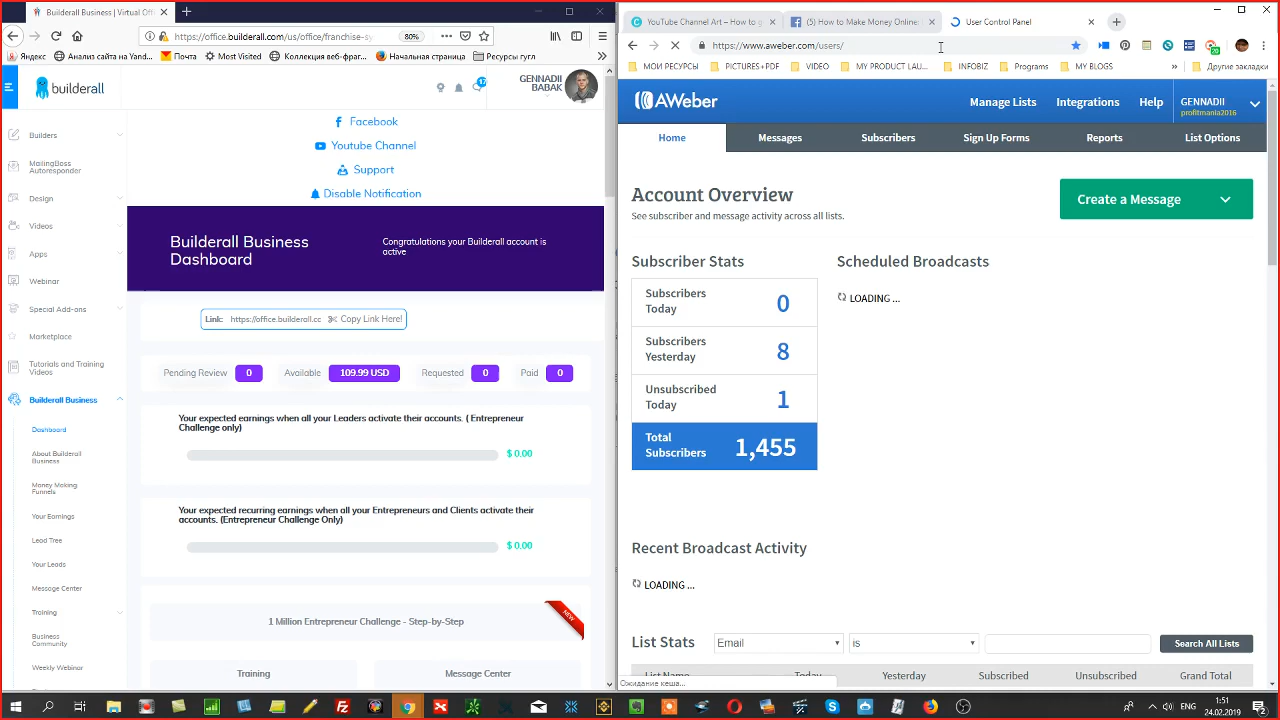 Builderall Business | Virtual Offi
https://office.builderall.com/us/office/franchise-sy
80%
Яндекс
Анализ сайта на Yand...
Почта
Most Visited
Коллекция веб-фраг...
Начальная страница
Ресурсы гугл
builderall
GENNADII
BABAK
Builders
MailingBoss
Autoresponder
Design
Videos
Apps
Webinar
Special Add-ons
Marketplace
Tutorials and Training
Videos
Builderall Business
Dashboard
About Builderall
Business
Money Making
Funnels
Your Earnings
Lead Tree
Your Leads
Message Center
Training
Business
Community
Weekly Webinar
Facebook
Youtube Channel
Support
Disable Notification
Builderall Business
Dashboard
Congratulations your Builderall account is
active
Link: https://office.builderall.cc Copy Link Here!
Pending Review 0 Available 109.99 USD Requested 0 Paid 0
Your expected earnings when all your Leaders activate their accounts. ( Entrepreneur
Challenge only)
$ 0.00
Your expected recurring earnings when all your Entrepreneurs and Clients activate their
accounts. (Entrepreneur Challenge Only)
$ 0.00
NEW
1 Million Entrepreneur Challenge - Step-by-Step
Training
Message Center
YouTube Channel Art – How to g
(5) How to Make Money Online:
User Control Panel
https://www.aweber.com/users/
20
МОИ РЕСУРСЫ
PICTURES+PDF
VIDEO
MY PRODUCT LAU...
INFOBIZ
Programs
MY BLOGS
Другие закладки
AWeber
Manage Lists
Integrations
Help
GENNADII
profitmania2016
Home
Messages
Subscribers
Sign Up Forms
Reports
List Options
Account Overview
See subscriber and message activity across all lists.
Create a Message
Subscriber Stats
Subscribers
Today
0
Subscribers
Yesterday
8
Unsubscribed
Today
1
Total
Subscribers
1,455
Scheduled Broadcasts
LOADING ...
Recent Broadcast Activity
LOADING ...
List Stats
Email
is
Search All Lists
List Name
Today
Yesterday
Subscribed
Unsubscribed
Grand Total
Ожидание кеша...
ENG
1:51
24.02.2019
2